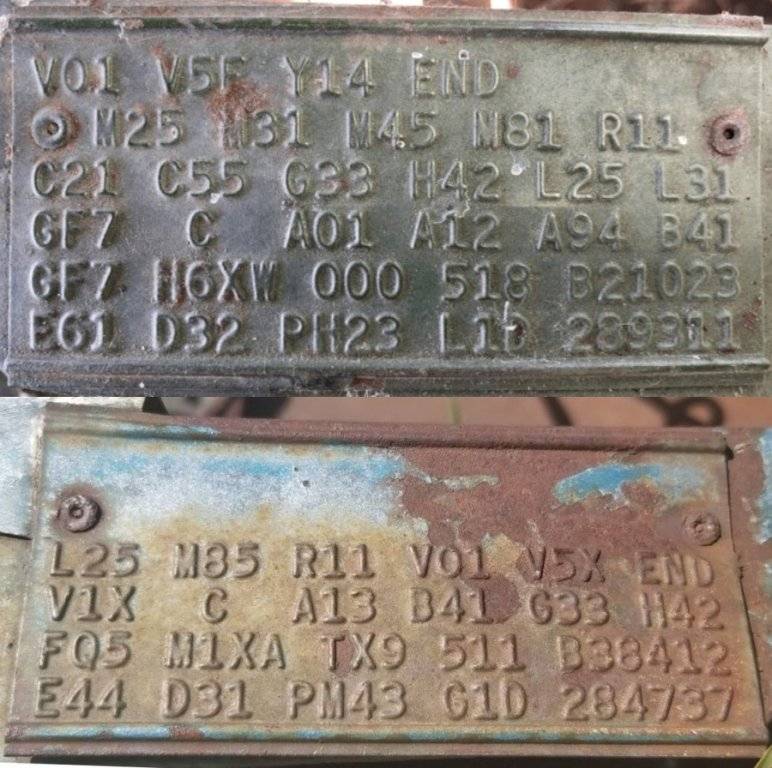 V01 V5F Y14 END
M25 M31 M45 M81 R11
C21 C55 G33 H42 L25 L31
GF7 C A01 A12 A94 B41
GF7 H6XW 000 518 B21023
E61 D32 PH23 L1B 289311
L25 M85 R11 V01 V5X END
V1X C A13 B41 G33 H42
FQ5 M1XA TX9 511 B38412
E44 D31 PM43 G1D 284737